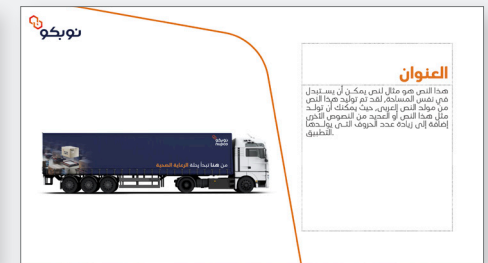 نوبكو
العنوان
هذا النص هو مثال لنص يمكن أن يستبدل
في نفس المساحة، لقد تم توليد هذا النص
من مولد النص العربى، حيث يمكنك أن تولد
مثل هذا النص أو العديد من النصوص الأخرى
إضافة إلى زيادة عدد الحروف التى يولدها
التطبيق.
نوبكو
nupco
من هنا تبدأ رحلة الرعاية الصحية